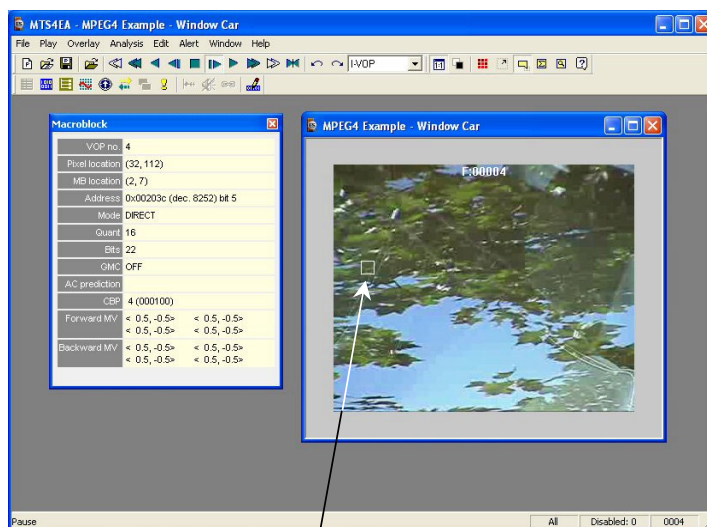 MTS4EA - MPEG4 Example - Window Car
File Play Overlay Analysis Edit Alert Window Help
I-VOP
Macroblock
VOP no. 4
Pixel location (32, 112)
MB location (2, 7)
Address 0x00203c (dec. 8252) bit 5
Mode DIRECT
Quant 16
Bits 22
GMC OFF
AC prediction
CBP 4 (000100)
Forward MV < 0.5, -0.5> < 0.5, -0.5>
< 0.5, -0.5> < 0.5, -0.5>
Backward MV < 0.5, -0.5> < 0.5, -0.5>
< 0.5, -0.5> < 0.5, -0.5>
MPEG4 Example - Window Car
F:00004
Pause All Disabled: 0 0004